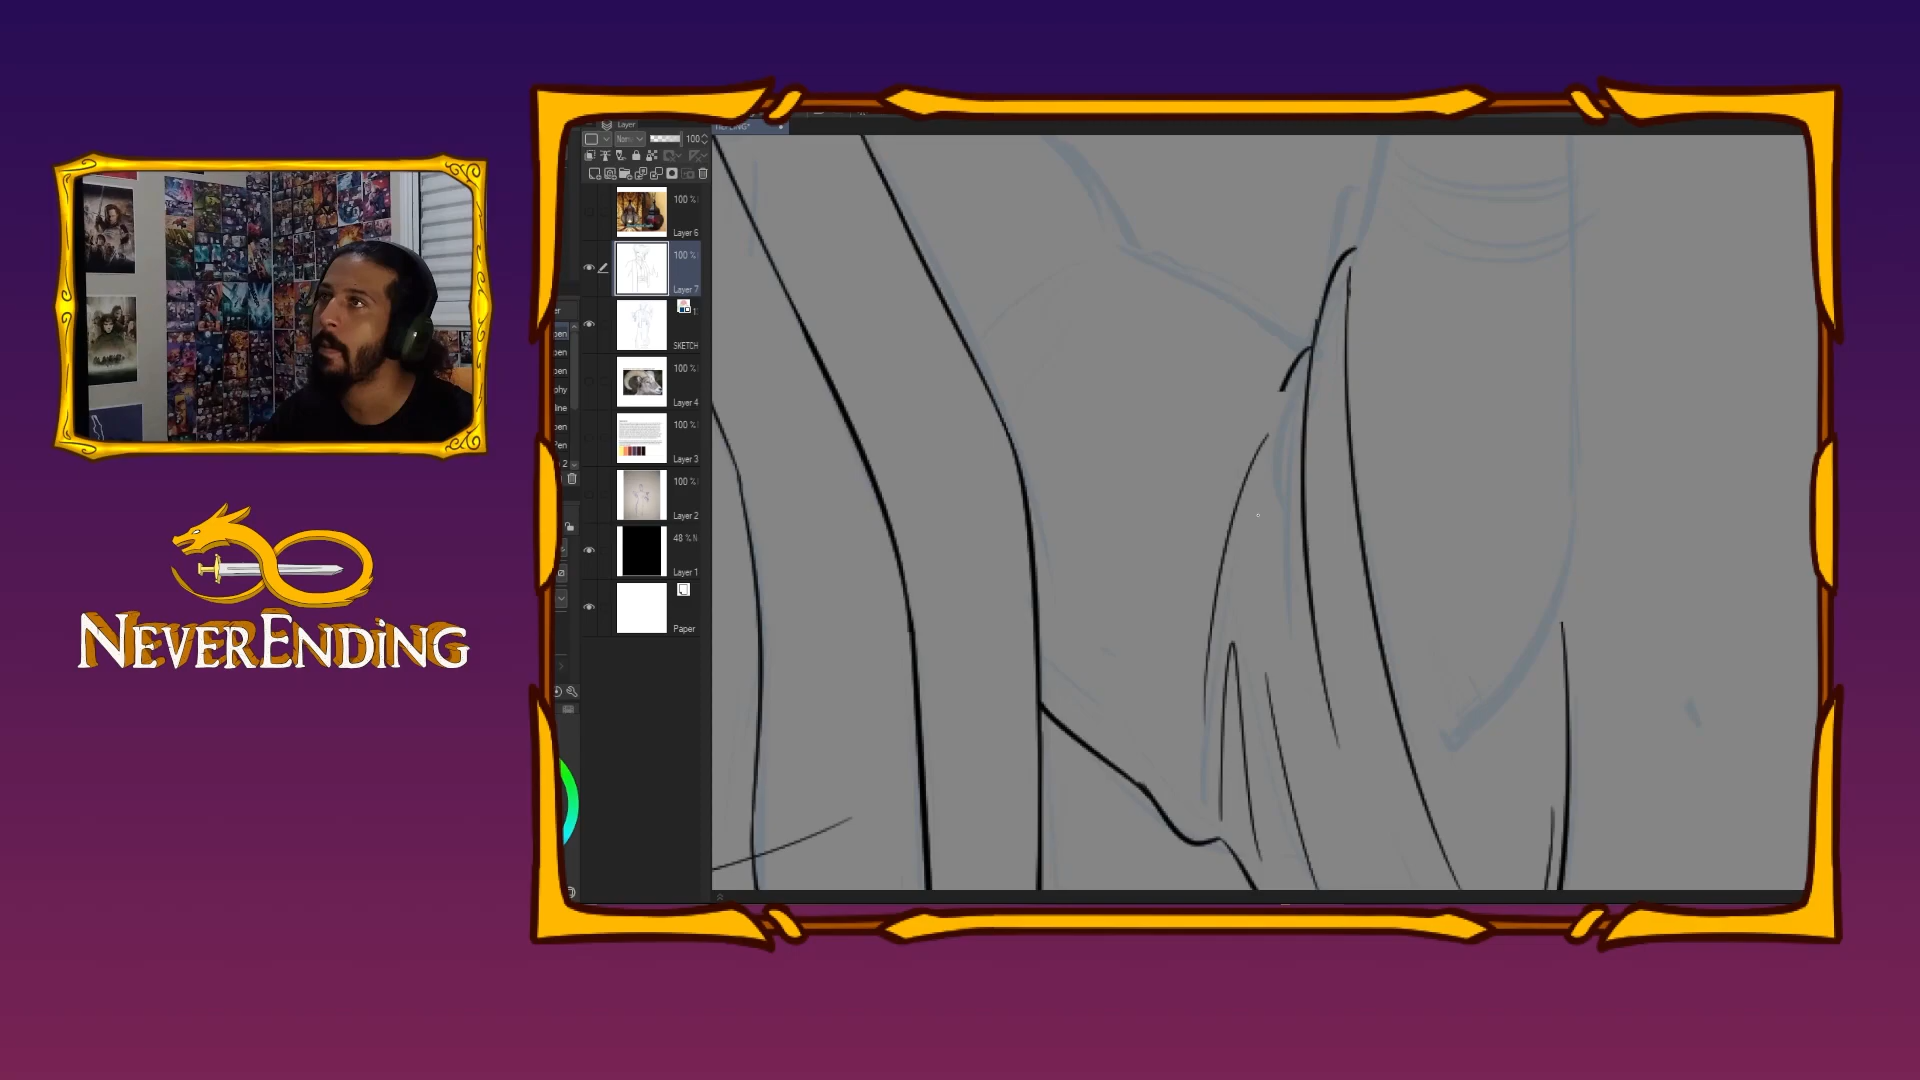 Layer
100
100 %
Layer 6
100 %
Layer 7
SKETCH
100 %
Layer 4
100 %
Layer 3
100 %
Layer 2
48 % N
Layer 1
Paper
NEVERENDiNG